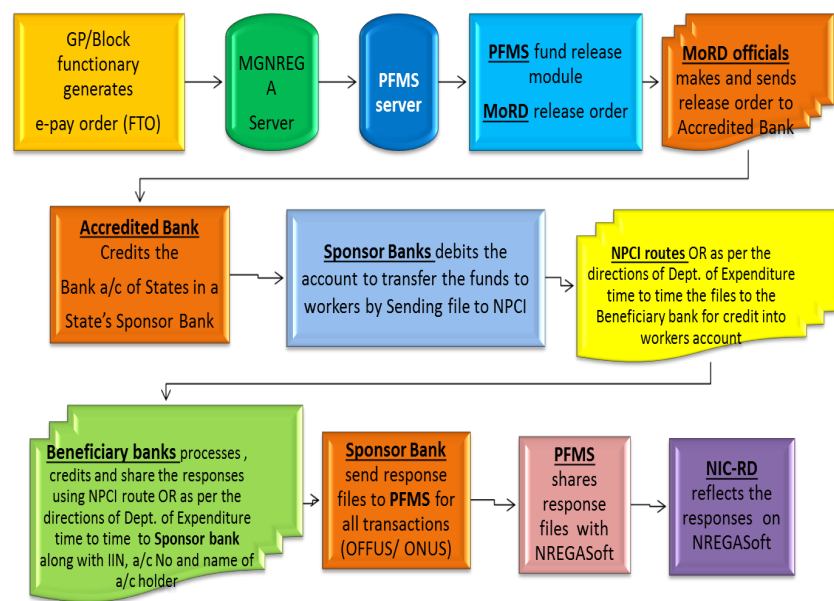 GP/Block
functionary
generates
e-pay order (FTO)
MGNREG
A
Server
PFMS
server
PFMS fund release
module
MoRD release order
MoRD officials
makes and sends
release order to
Accredited Bank
Accredited Bank
Credits the
Bank a/c of States in a
State's Sponsor Bank
Sponsor Banks debits the
account to transfer the funds to
workers by Sending file to NPCI
NPCI routes OR as per the
directions of Dept. of Expenditure
time to time the files to the
Beneficiary bank for credit into
workers account
Beneficiary banks processes ,
credits and share the responses
using NPCI route OR as per the
directions of Dept. of Expenditure
time to time to Sponsor bank
along with IIN, a/c No and name of
a/c holder
Sponsor Bank
send response
files to PFMS for
all transactions
(OFFUS/ ONUS)
PFMS
shares
response
files with
NREGASoft
NIC-RD
reflects the
responses on
NREGASoft